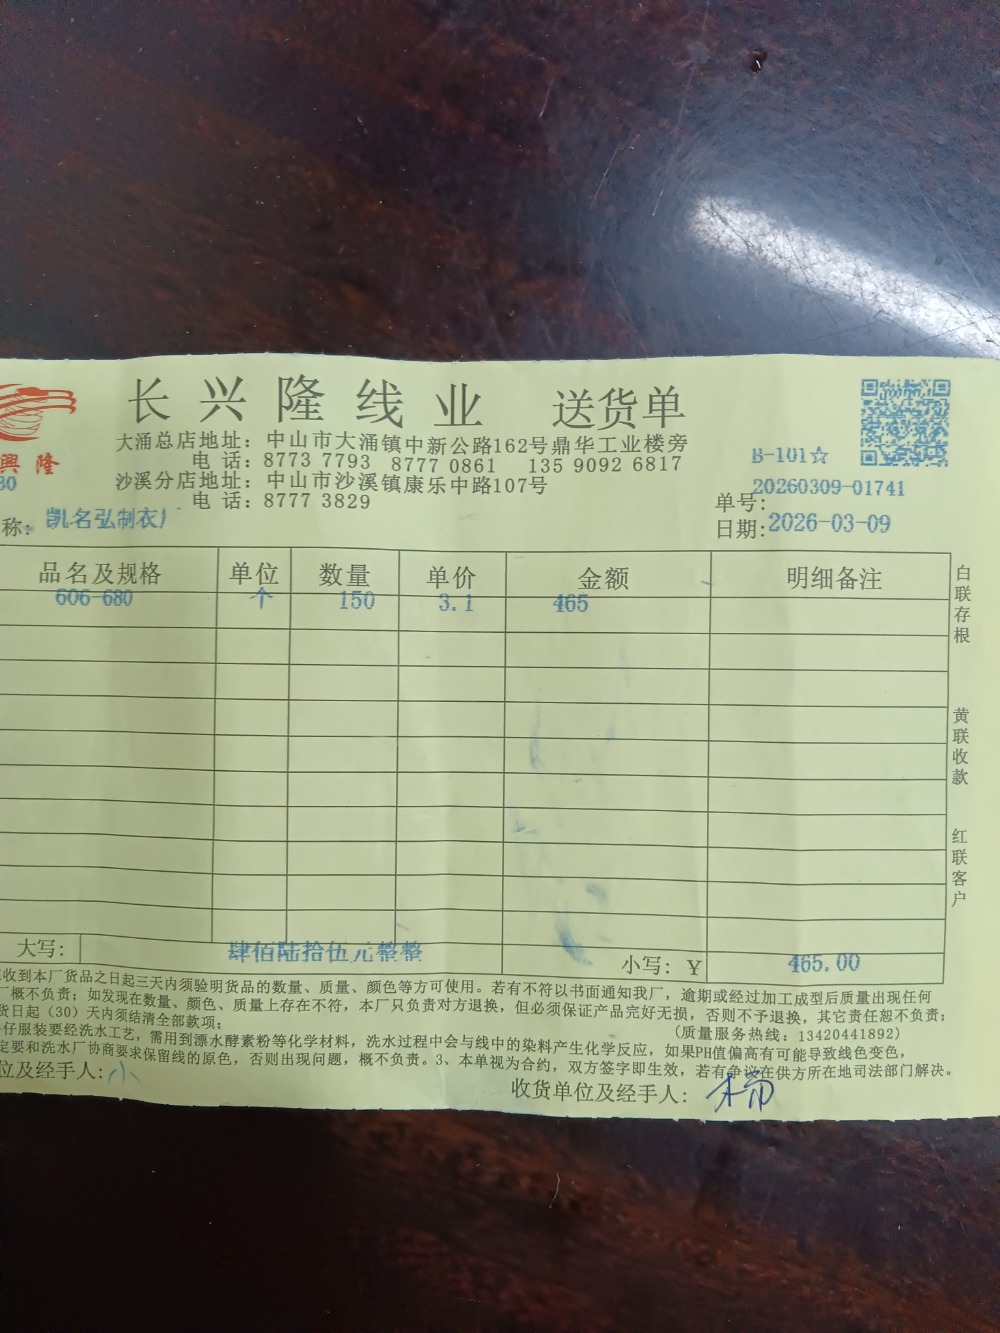 长兴隆线业 送货单
興隆
大涌总店地址：中山市大涌镇中新公路162号鼎华工业楼旁
电 话：8773 7793 8777 0861 135 9092 6817
沙溪分店地址：中山市沙溪镇康乐中路107号
电 话：8777 3829
B-101☆
单号：20260309-01741
日期：2026-03-09
称：凯名弘制衣
品名及规格 单位 数量 单价 金额 明细备注
606-680 个 150 3.1 465
白联存根
黄联收款
红联客户
大写：肆佰陆拾伍元整整 小写：¥ 465.00
收到本厂货品之日起三天内须验明货品的数量、质量、颜色等方可使用。若有不符以书面通知我厂，逾期或经过加工成型后质量出现任何
厂概不负责；如发现在数量、颜色、质量上存在不符，本厂只负责对方退换，但必须保证产品完好无损，否则不予退换，其它责任恕不负责；
货日起（30）天内须结清全部款项； （质量服务热线：13420441892）
仔服装要经洗水工艺，需用到漂水酵素粉等化学材料，洗水过程中会与线中的染料产生化学反应，如果PH值偏高有可能导致线色变色，
定要和洗水厂协商要求保留线的原色，否则出现问题，概不负责。3、本单视为合约，双方签字即生效，若有争议在供方所在地司法部门解决。
位及经手人：小
收货单位及经手人：